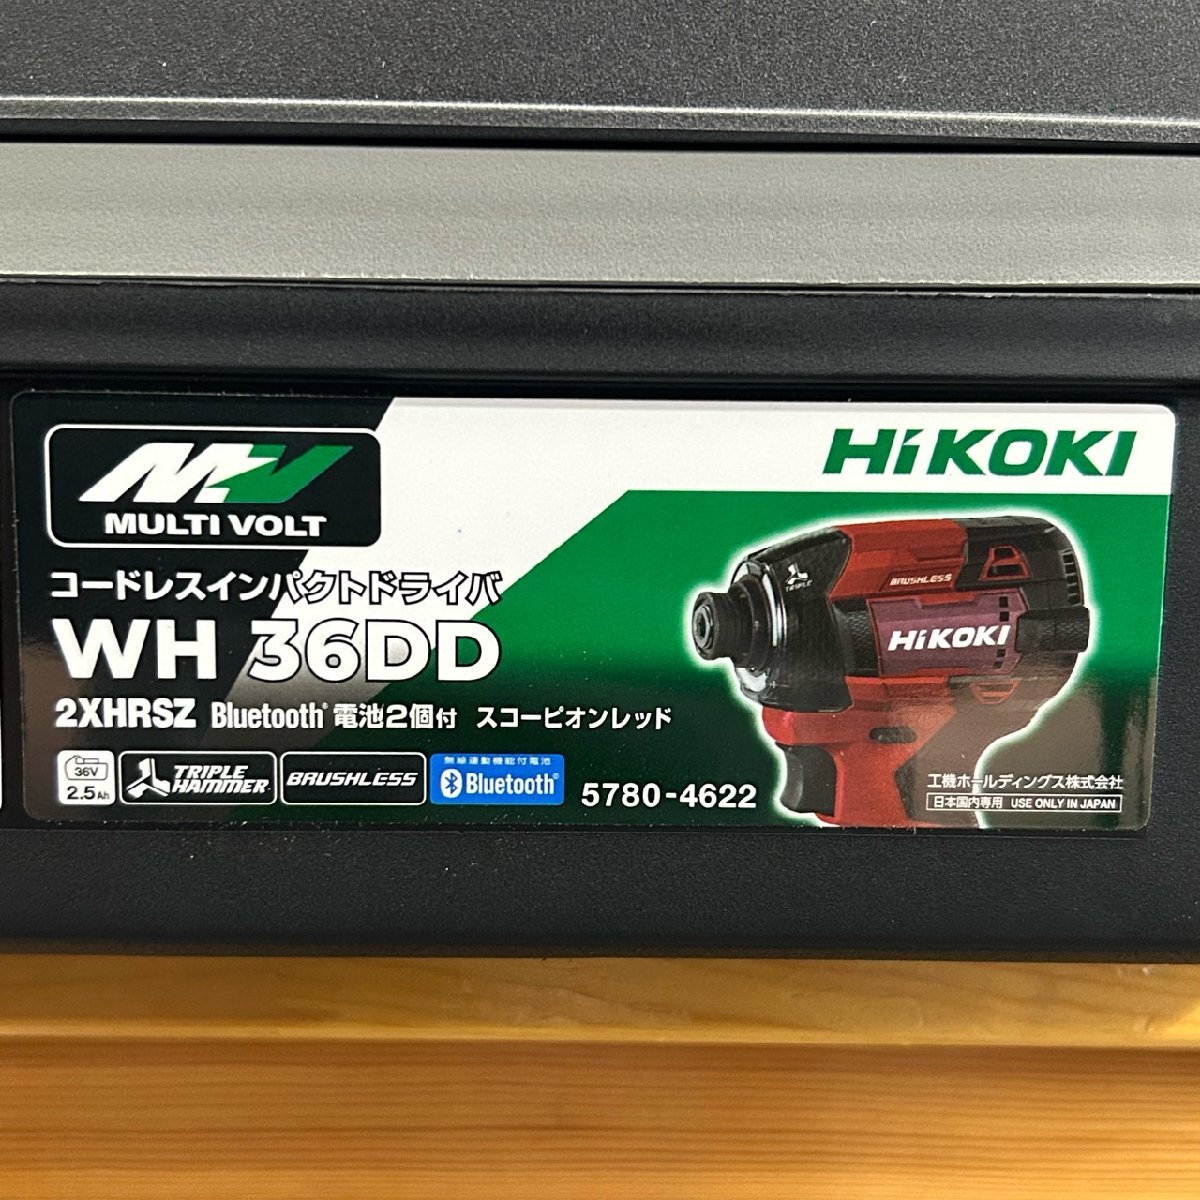 MV
MULTI VOLT
HiKOKI
コードレスインパクトドライバ
WH 36DD
2XHRSZ Bluetooth® 電池2個付 スコーピオンレッド
36V
2.5Ah
TRIPLE
HAMMER
BRUSHLESS
無線連動機能付電池
Bluetooth®
5780-4622
TRIPLE
BRUSHLESS
HiKOKI
工機ホールディングス株式会社
日本国内専用 USE ONLY IN JAPAN